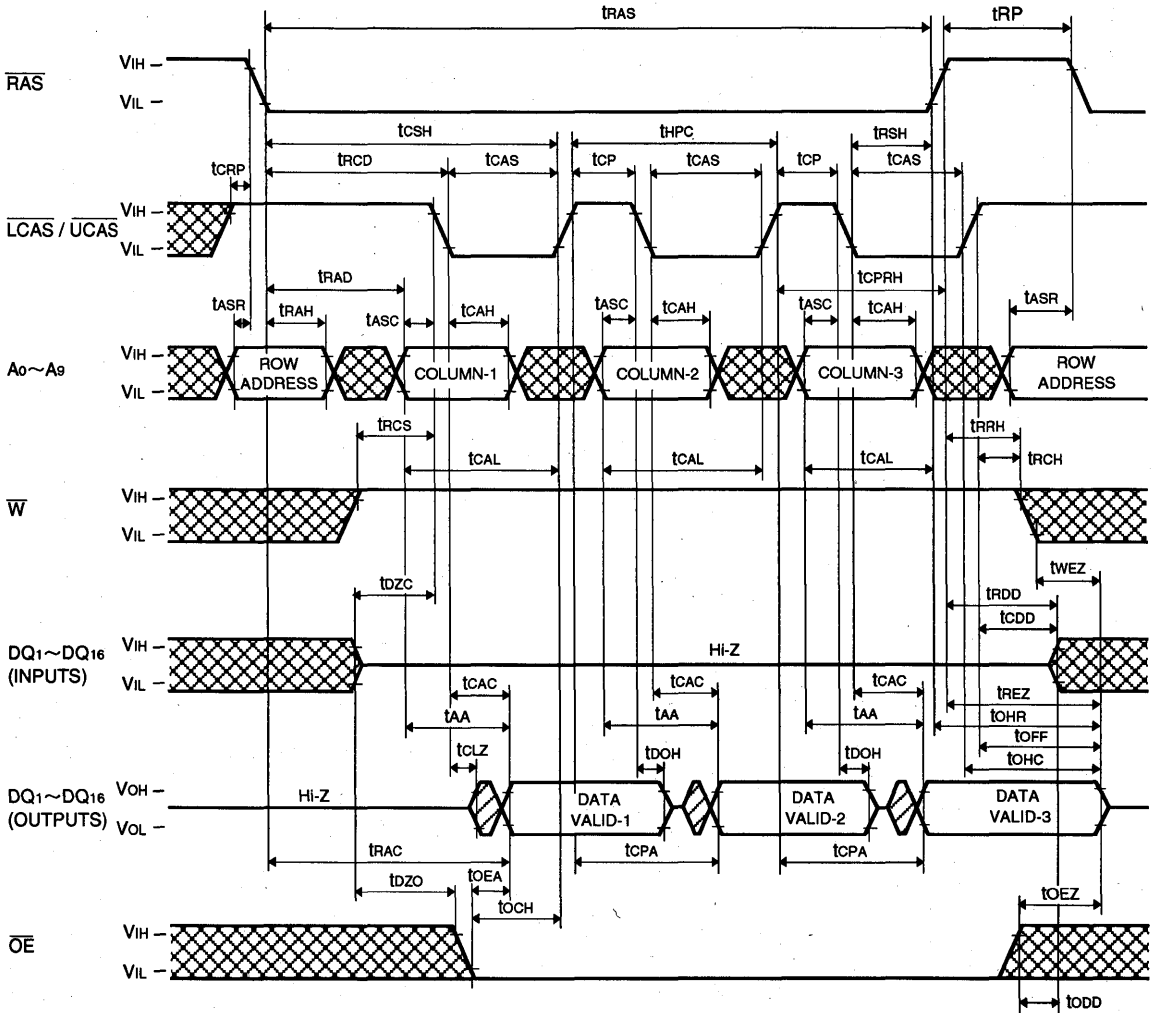 tRAS tRP
RAS VIH VIL
tCSH tHPC tRSH
tCRP tRCD tCAS tCP tCAS tCP tCAS
LCAS / UCAS VIH VIL
tRAD tCPRH
tASR tRAH tASC tCAH tASC tCAH tASC tCAH tASR
A0~A9 VIH VIL
ROW ADDRESS COLUMN-1 COLUMN-2 COLUMN-3 ROW ADDRESS
tRCS tRRH
tCAL tCAL tCAL tRCH
W VIH VIL
tWEZ
tDZC tRDD
tCDD
DQ1~DQ16 (INPUTS) VIH VIL Hi-Z
tCAC tCAC tCAC tREZ
tAA tAA tAA tOHR
tCLZ tDOH tDOH tOFF
tOHC
DQ1~DQ16 (OUTPUTS) VOH VOL Hi-Z
DATA VALID-1 DATA VALID-2 DATA VALID-3
tRAC tCPA tCPA
tDZO tOEA
tOCH tOEZ
OE VIH VIL
tODD